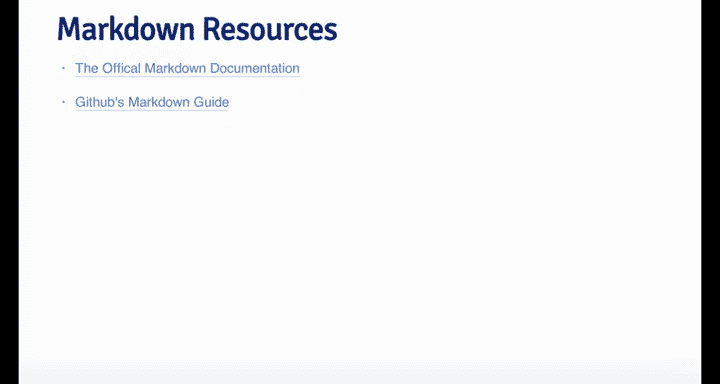 Markdown Resources
The Offical Markdown Documentation
Github's Markdown Guide